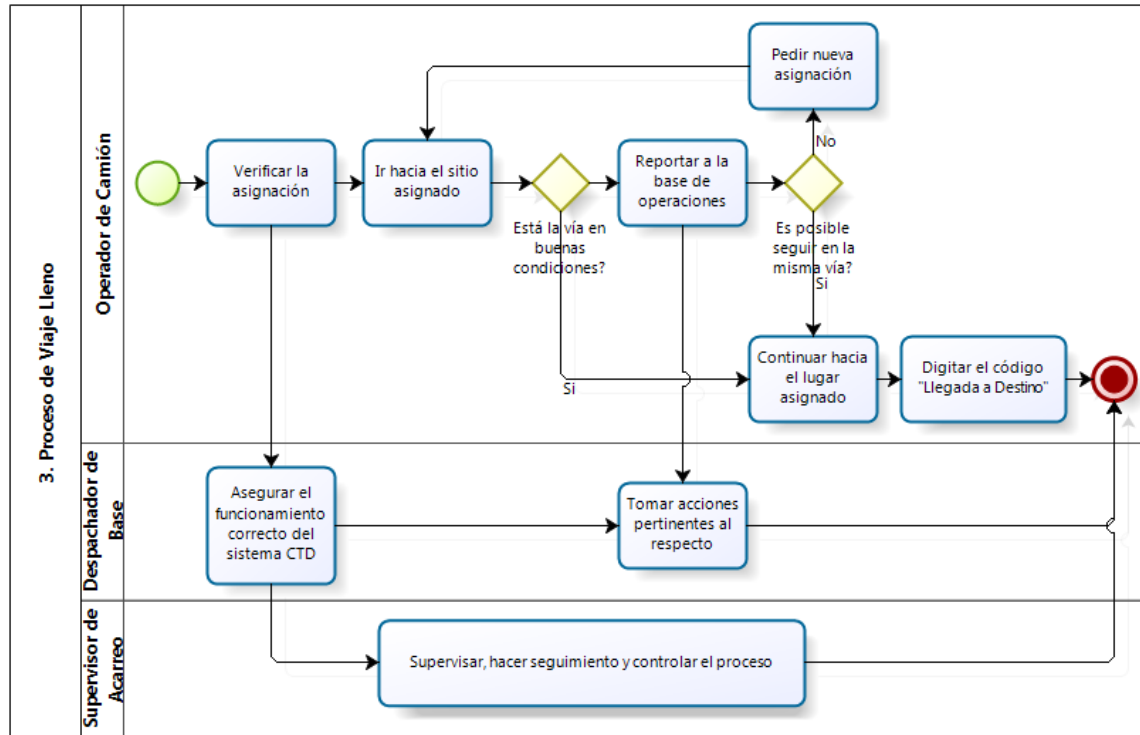 3. Proceso de Viaje Lleno
Operador de Camión
Pedir nueva
asignación
Verificar la
asignación
Ir hacia el sitio
asignado
Está la vía en
buenas
condiciones?
Reportar a la
base de
operaciones
No
Es posible
seguir en la
misma vía?
Si
Si
Continuar hacia
el lugar
asignado
Digitar el código
"Llegada a Destino"
Despachador de
Base
Asegurar el
funcionamiento
correcto del
sistema CTD
Tomar acciones
pertinentes al
respecto
Supervisor de
Acarreo
Supervisar, hacer seguimiento y controlar el proceso